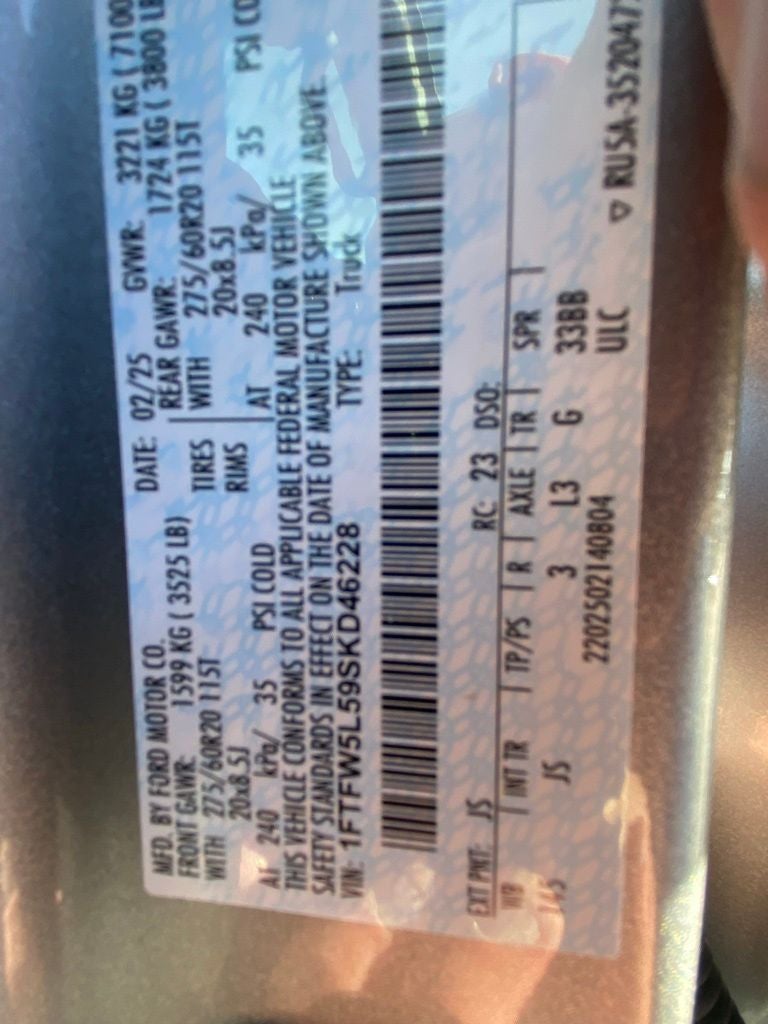 MFD. BY FORD MOTOR CO.
DATE: 02/25 GVWR: 3221 KG ( 7100
FRONT GAWR: 1599 KG ( 3525 LB)
REAR GAWR: 1724 KG ( 3800 LB
WITH 275/60R20 115T TIRES WITH 275/60R20 115T
20x8.5J RIMS 20x8.5J
AT 240 kPa/ 35 PSI COLD AT 240 kPa/ 35 PSI CO
THIS VEHICLE CONFORMS TO ALL APPLICABLE FEDERAL MOTOR VEHICLE
SAFETY STANDARDS IN EFFECT ON THE DATE OF MANUFACTURE SHOWN ABOVE
VIN: 1FTFW5L59SKD46228 TYPE: Truck
EXT PNT: JS RC: 23 DSO:
WB | INT TR | TP/PS | R | AXLE | TR | SPR |
145 JS 3 L3 G 33BB
2202502140804 ULC ▽ RUSA-3520472